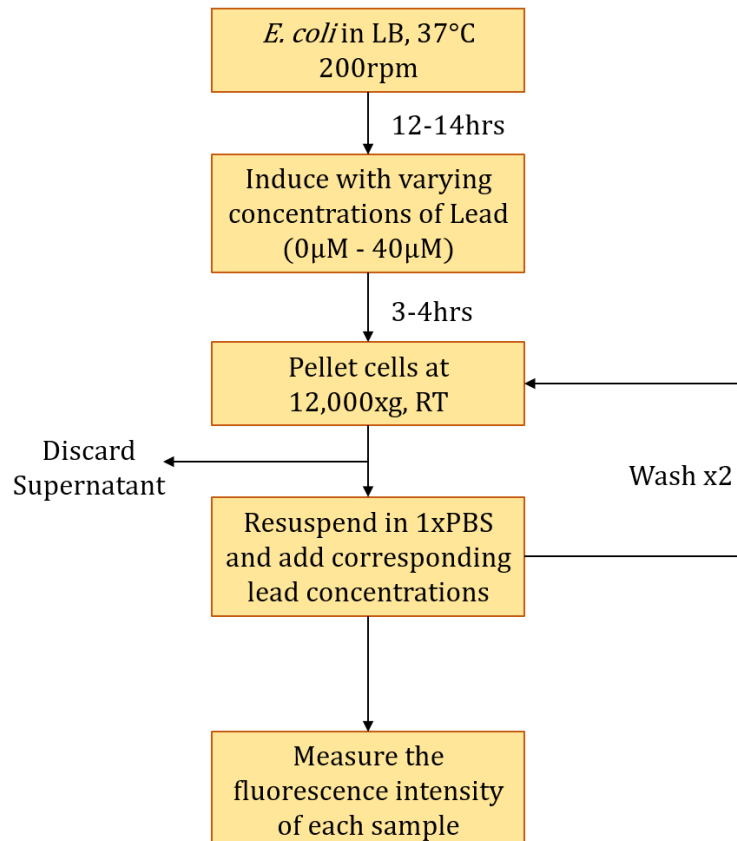 E. coli in LB, 37°C
200rpm
12-14hrs
Induce with varying
concentrations of Lead
(0µM - 40µM)
3-4hrs
Pellet cells at
12,000xg, RT
Discard
Supernatant
Wash x2
Resuspend in 1xPBS
and add corresponding
lead concentrations
Measure the
fluorescence intensity
of each sample